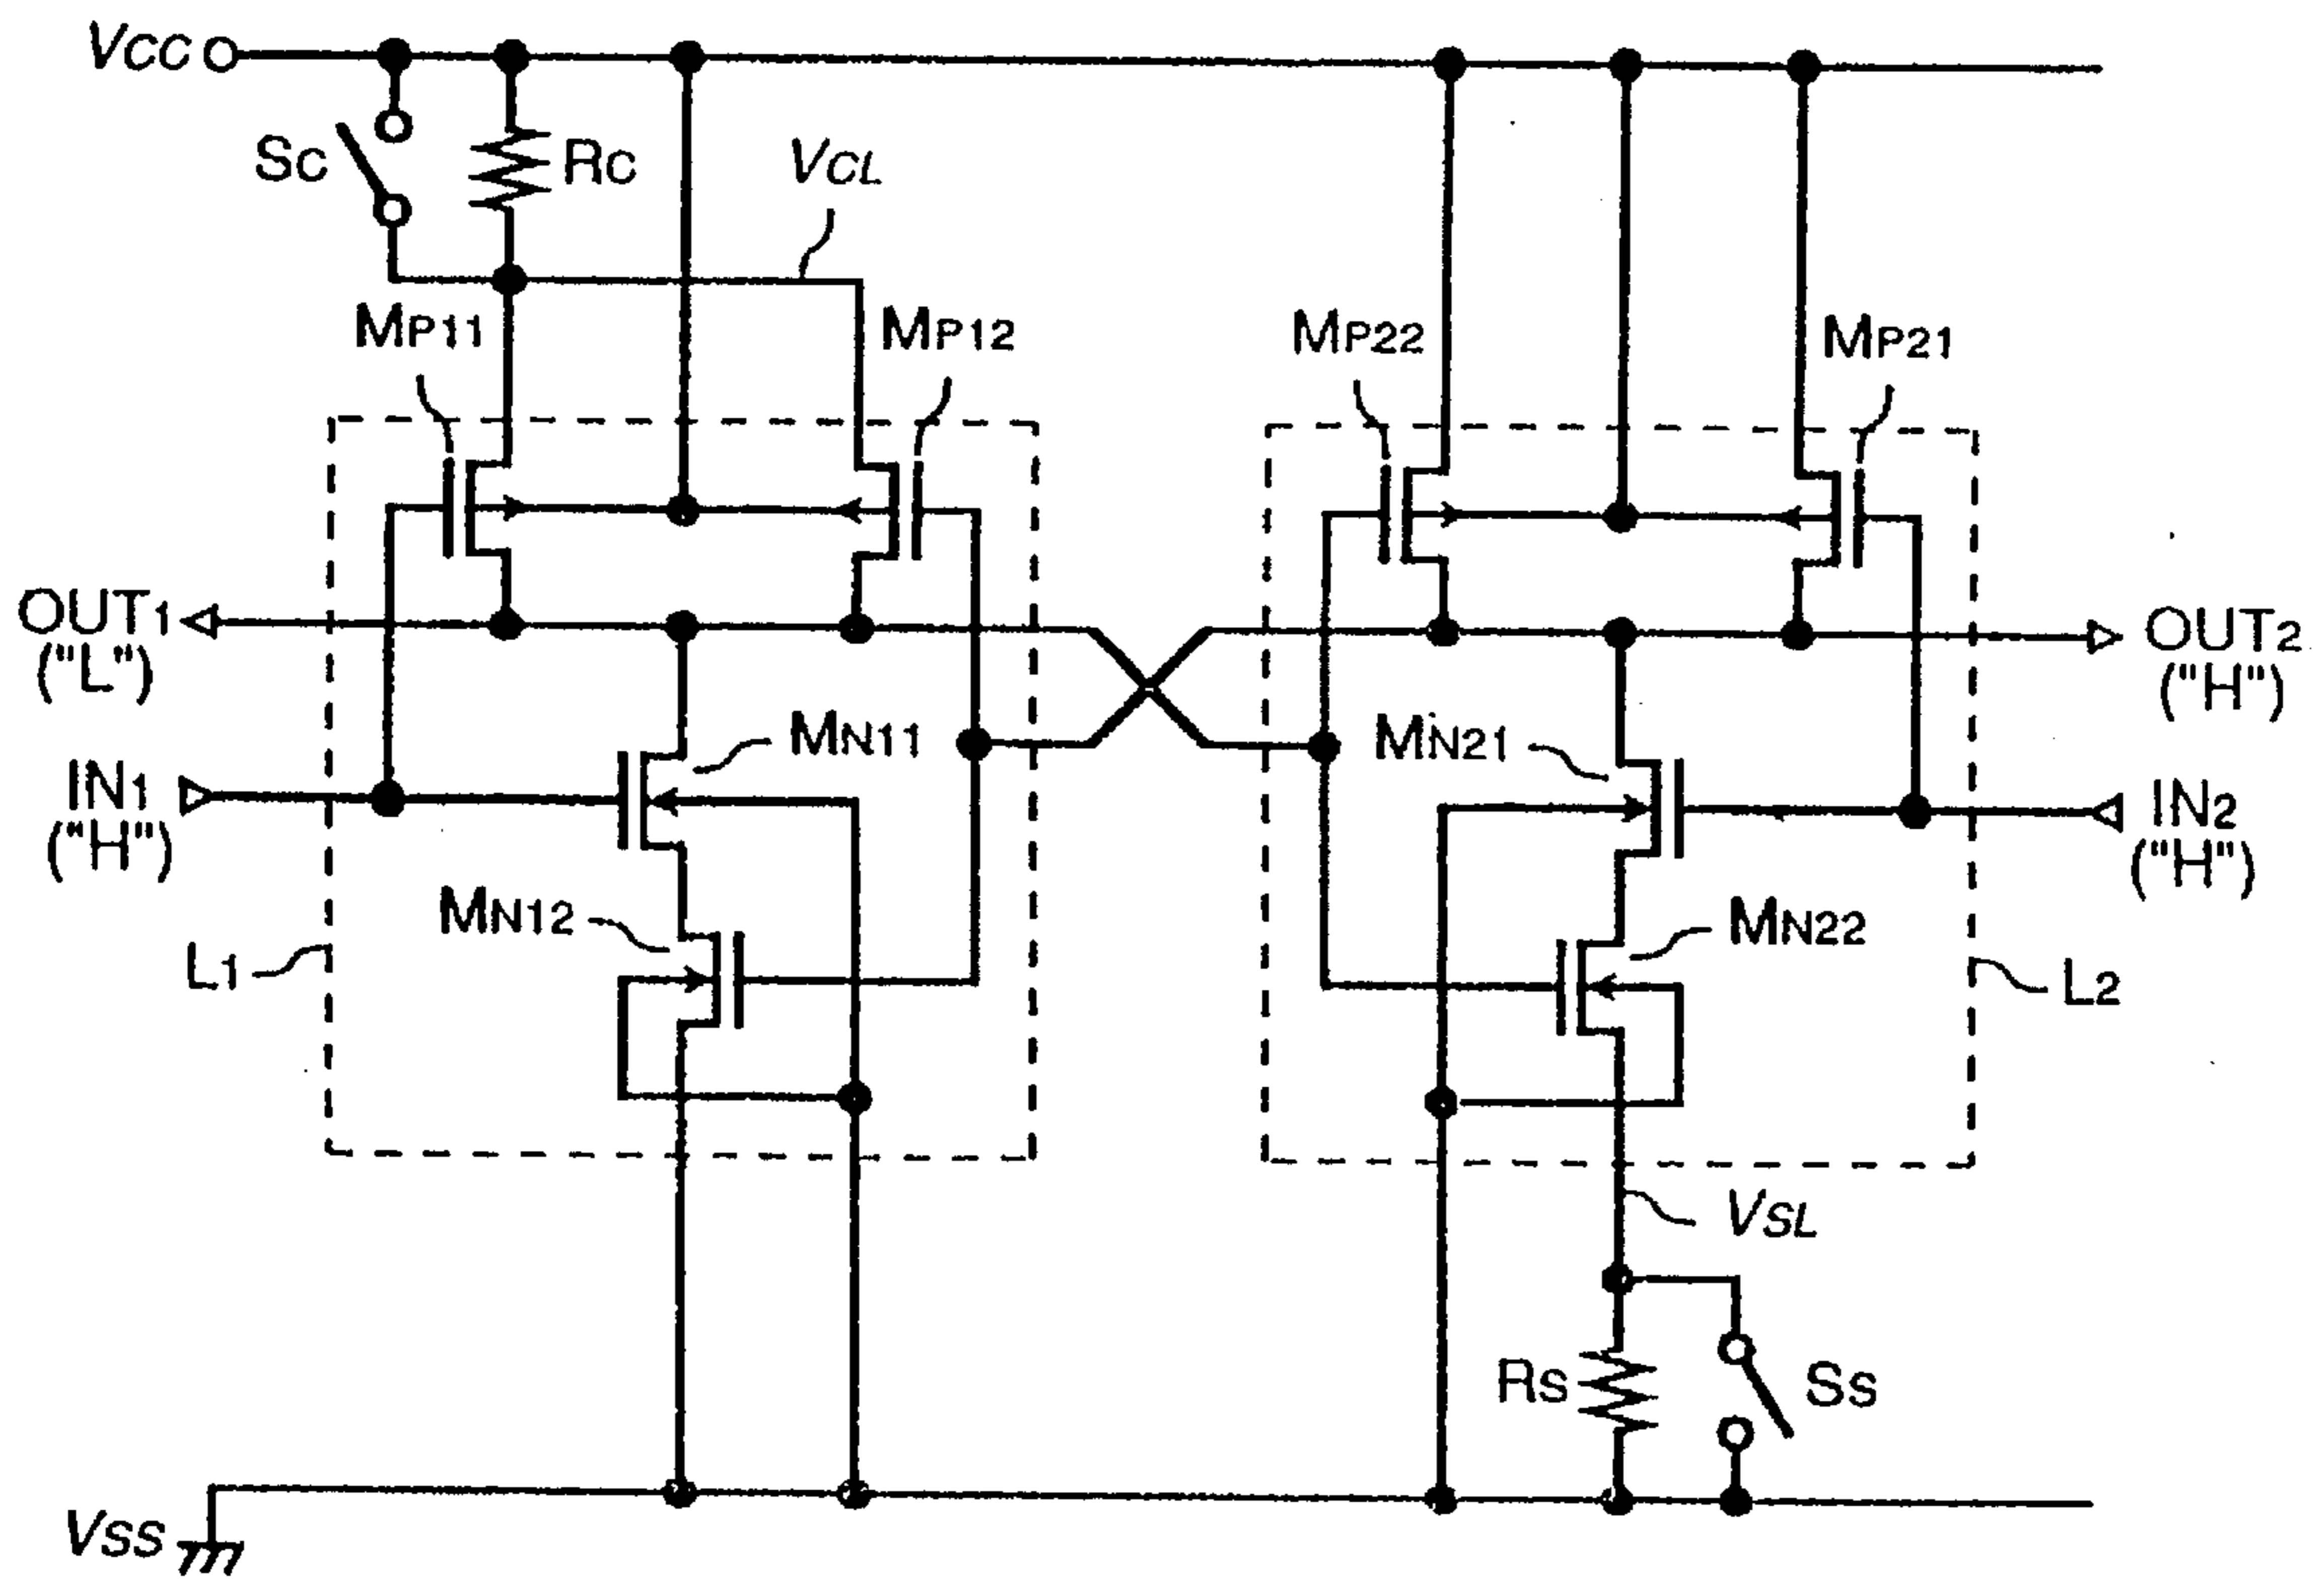 VCC
SC
RC
VCL
MP11
MP12
MP22
MP21
OUT1
("L")
OUT2
("H")
MN11
MN21
IN1
("H")
IN2
("H")
MN12
MN22
L1
L2
VSL
RS
SS
VSS